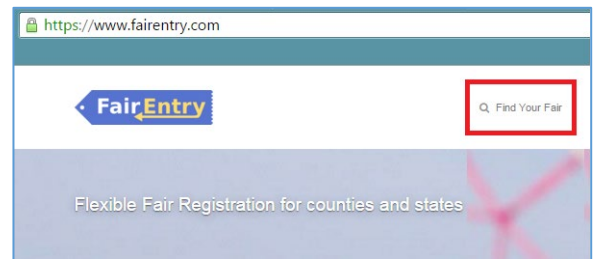 https://www.fairentry.com
FairEntry
Find Your Fair
Flexible Fair Registration for counties and states